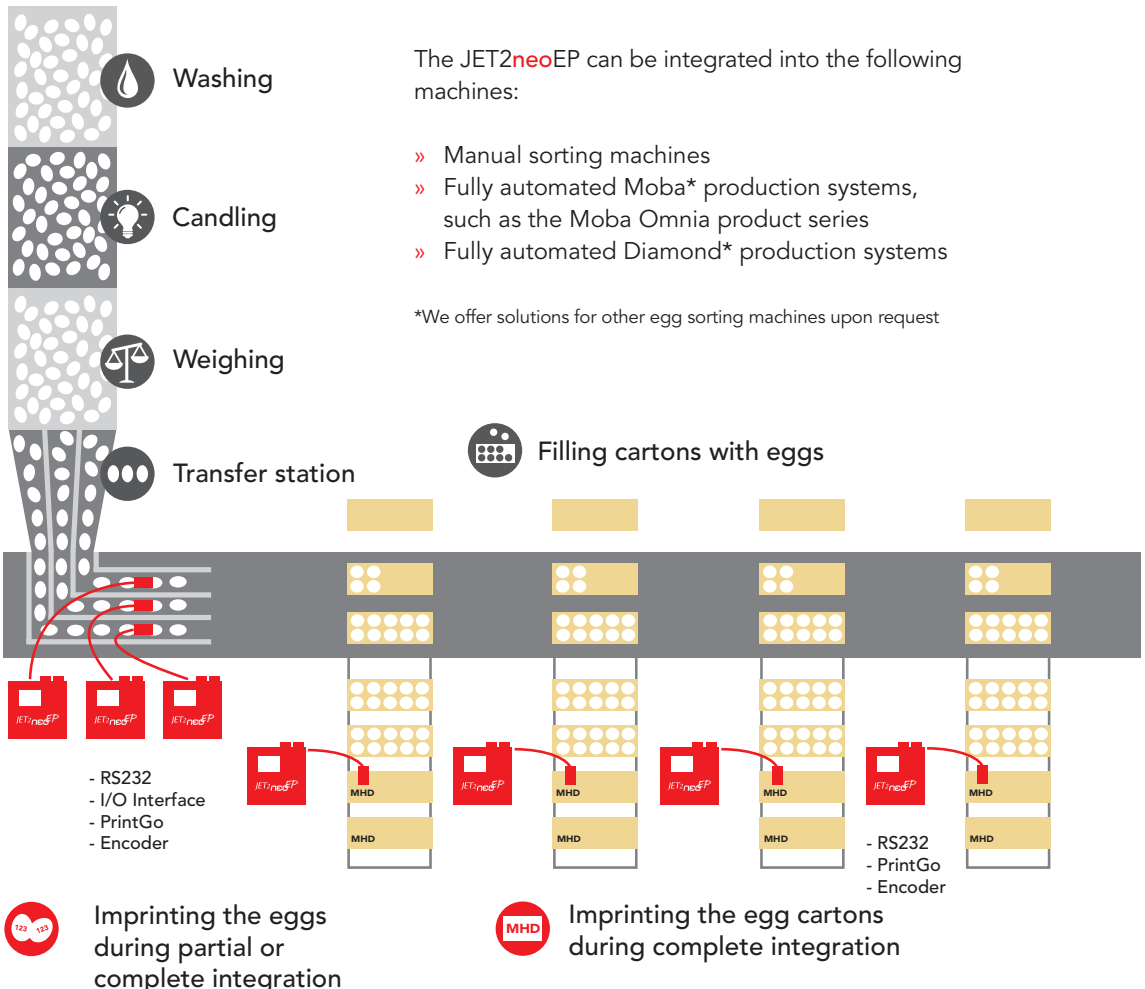 Washing
The JET2neoEP can be integrated into the following
machines:
» Manual sorting machines
» Fully automated Moba* production systems,
such as the Moba Omnia product series
» Fully automated Diamond* production systems
*We offer solutions for other egg sorting machines upon request
Candling
Weighing
Transfer station
Filling cartons with eggs
JET2neoEP
JET2neoEP
JET2neoEP
- RS232
- I/O Interface
- PrintGo
- Encoder
JET2neoEP
MHD
MHD
JET2neoEP
MHD
MHD
JET2neoEP
MHD
MHD
JET2neoEP
MHD
MHD
- RS232
- PrintGo
- Encoder
123 123
Imprinting the eggs
during partial or
complete integration
MHD
Imprinting the egg cartons
during complete integration